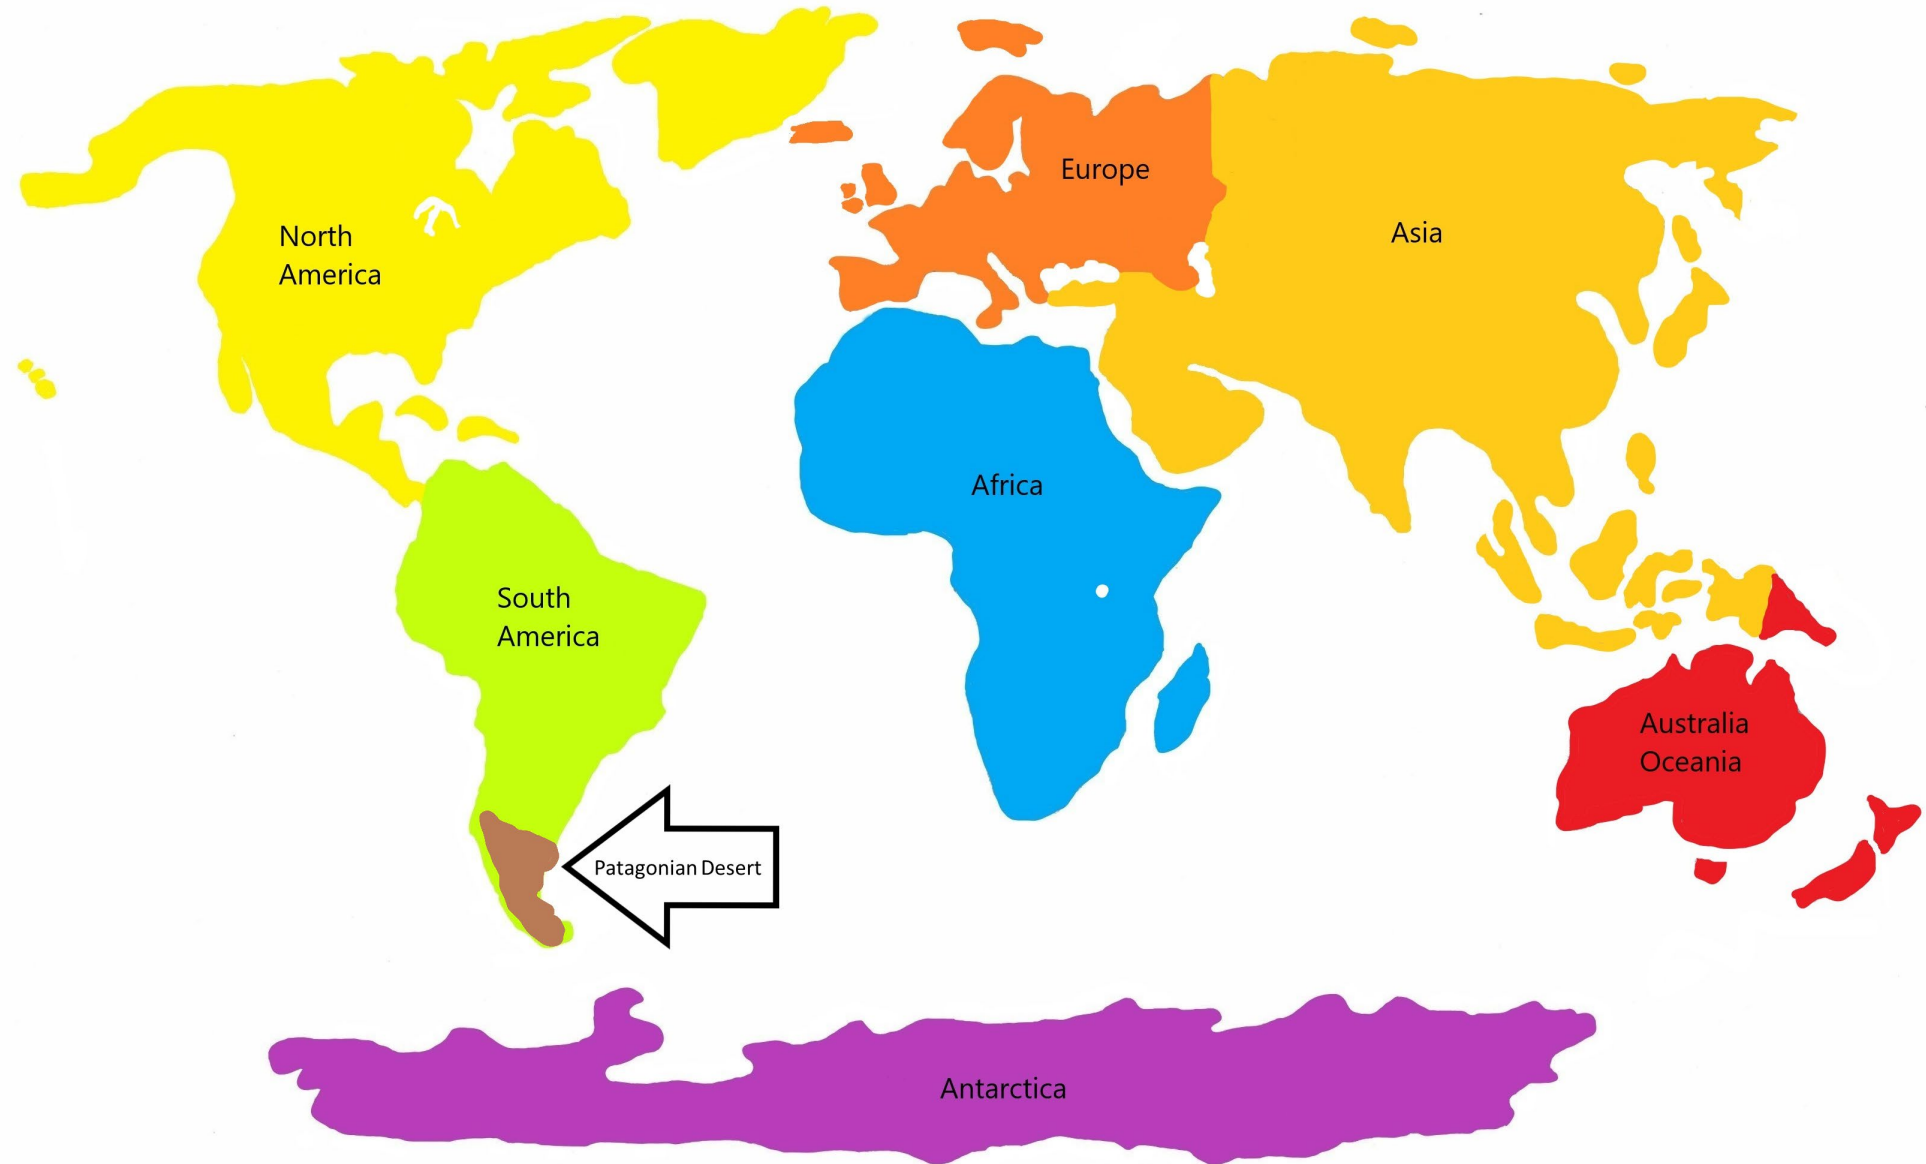 Europe
Asia
North
America
Africa
South
America
Australia
Oceania
Patagonian Desert
Antarctica